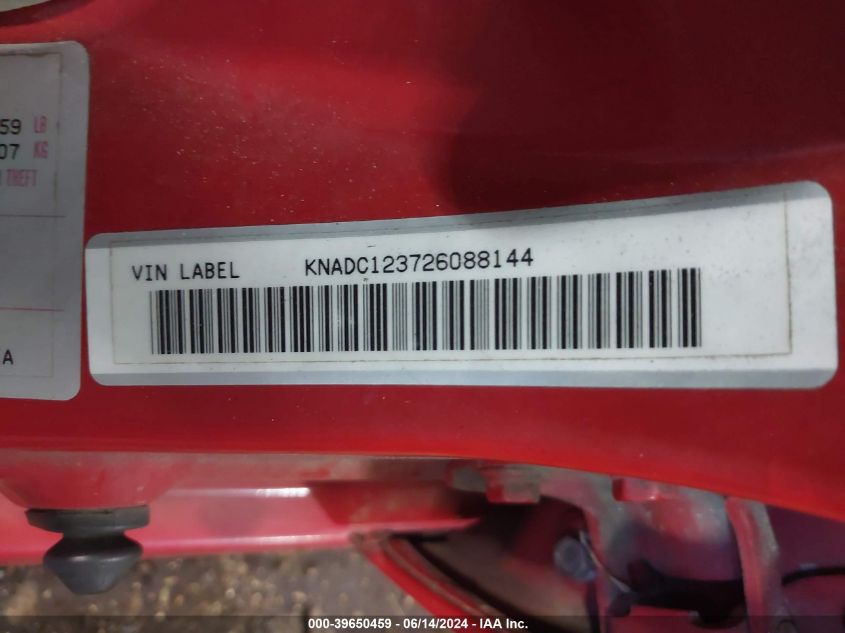 59 LB
07 KG
THEFT
VIN LABEL KNADC123726088144
A
000-39650459 - 06/14/2024 - IAA Inc.